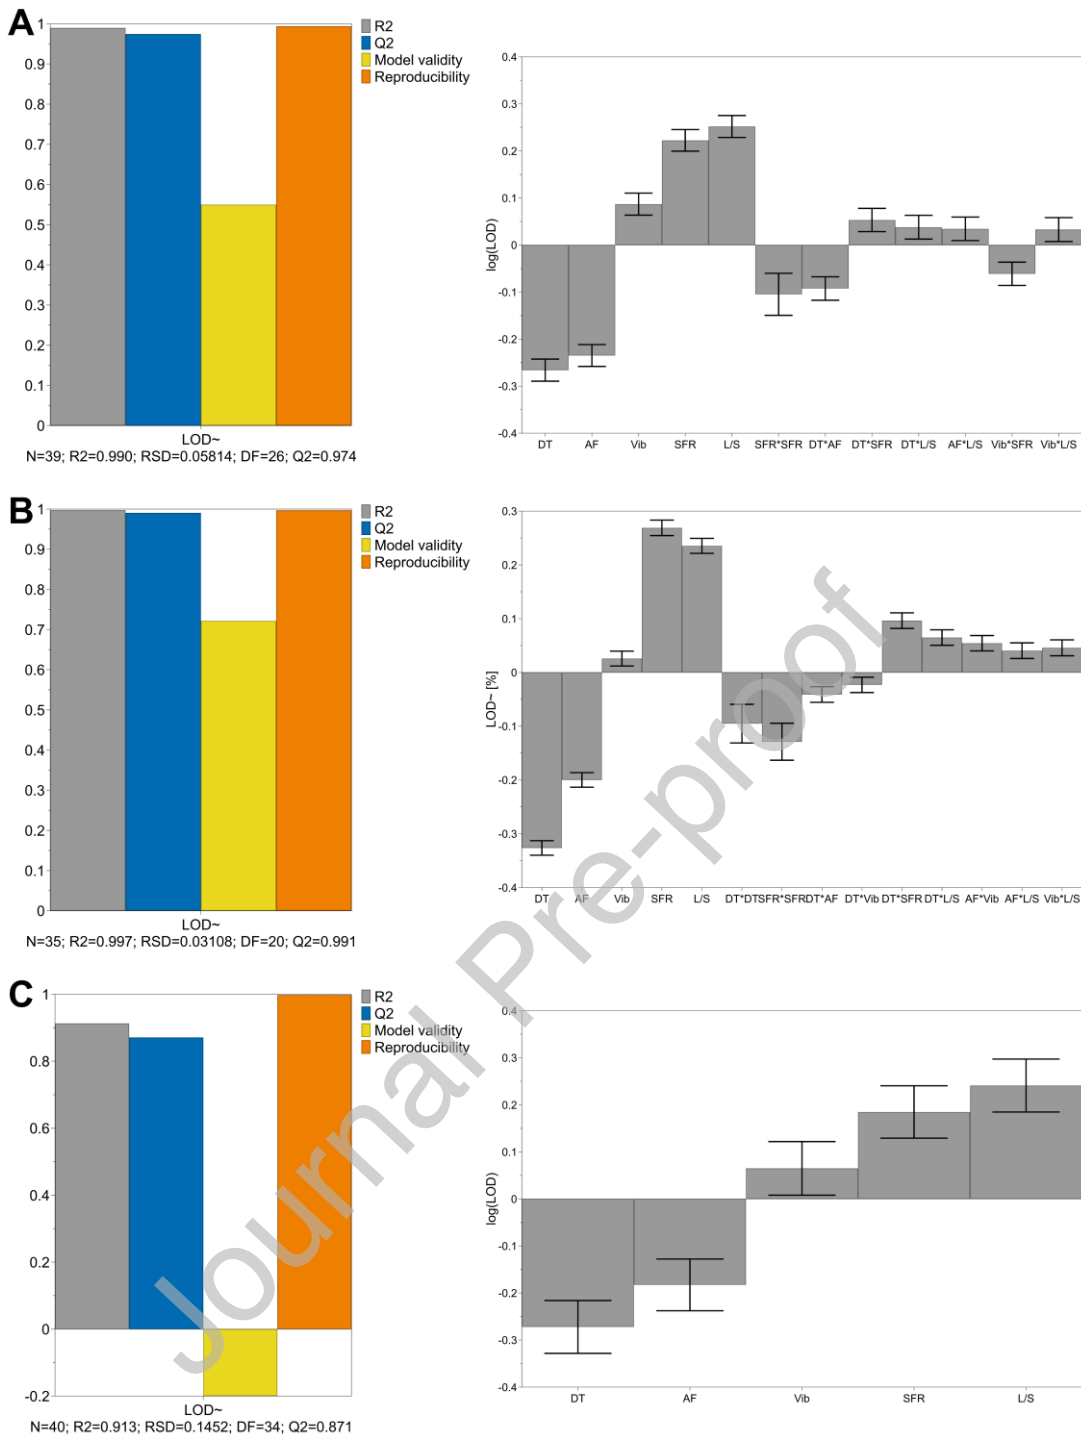 A
R2
Q2
Model validity
Reproducibility
1
0.9
0.8
0.7
0.6
0.5
0.4
0.3
0.2
0.1
0
LOD~
N=39; R2=0.990; RSD=0.05814; DF=26; Q2=0.974
log(LOD)
0.4
0.3
0.2
0.1
0
-0.1
-0.2
-0.3
-0.4
DT AF Vib SFR L/S SFR*SFR DT*AF DT*SFR DT*L/S AF*L/S Vib*SFR Vib*L/S
B
R2
Q2
Model validity
Reproducibility
1
0.9
0.8
0.7
0.6
0.5
0.4
0.3
0.2
0.1
0
LOD~
N=35; R2=0.997; RSD=0.03108; DF=20; Q2=0.991
LOD~ [%]
0.3
0.2
0.1
0
-0.1
-0.2
-0.3
-0.4
DT AF Vib SFR L/S DT*DT SFR*SFR DT*AF DT*Vib DT*SFR DT*L/S AF*Vib AF*L/S Vib*L/S
C
R2
Q2
Model validity
Reproducibility
1
0.8
0.6
0.4
0.2
0
-0.2
LOD~
N=40; R2=0.913; RSD=0.1452; DF=34; Q2=0.871
log(LOD)
0.4
0.3
0.2
0.1
0
-0.1
-0.2
-0.3
-0.4
DT AF Vib SFR L/S
Journal Pre-proof